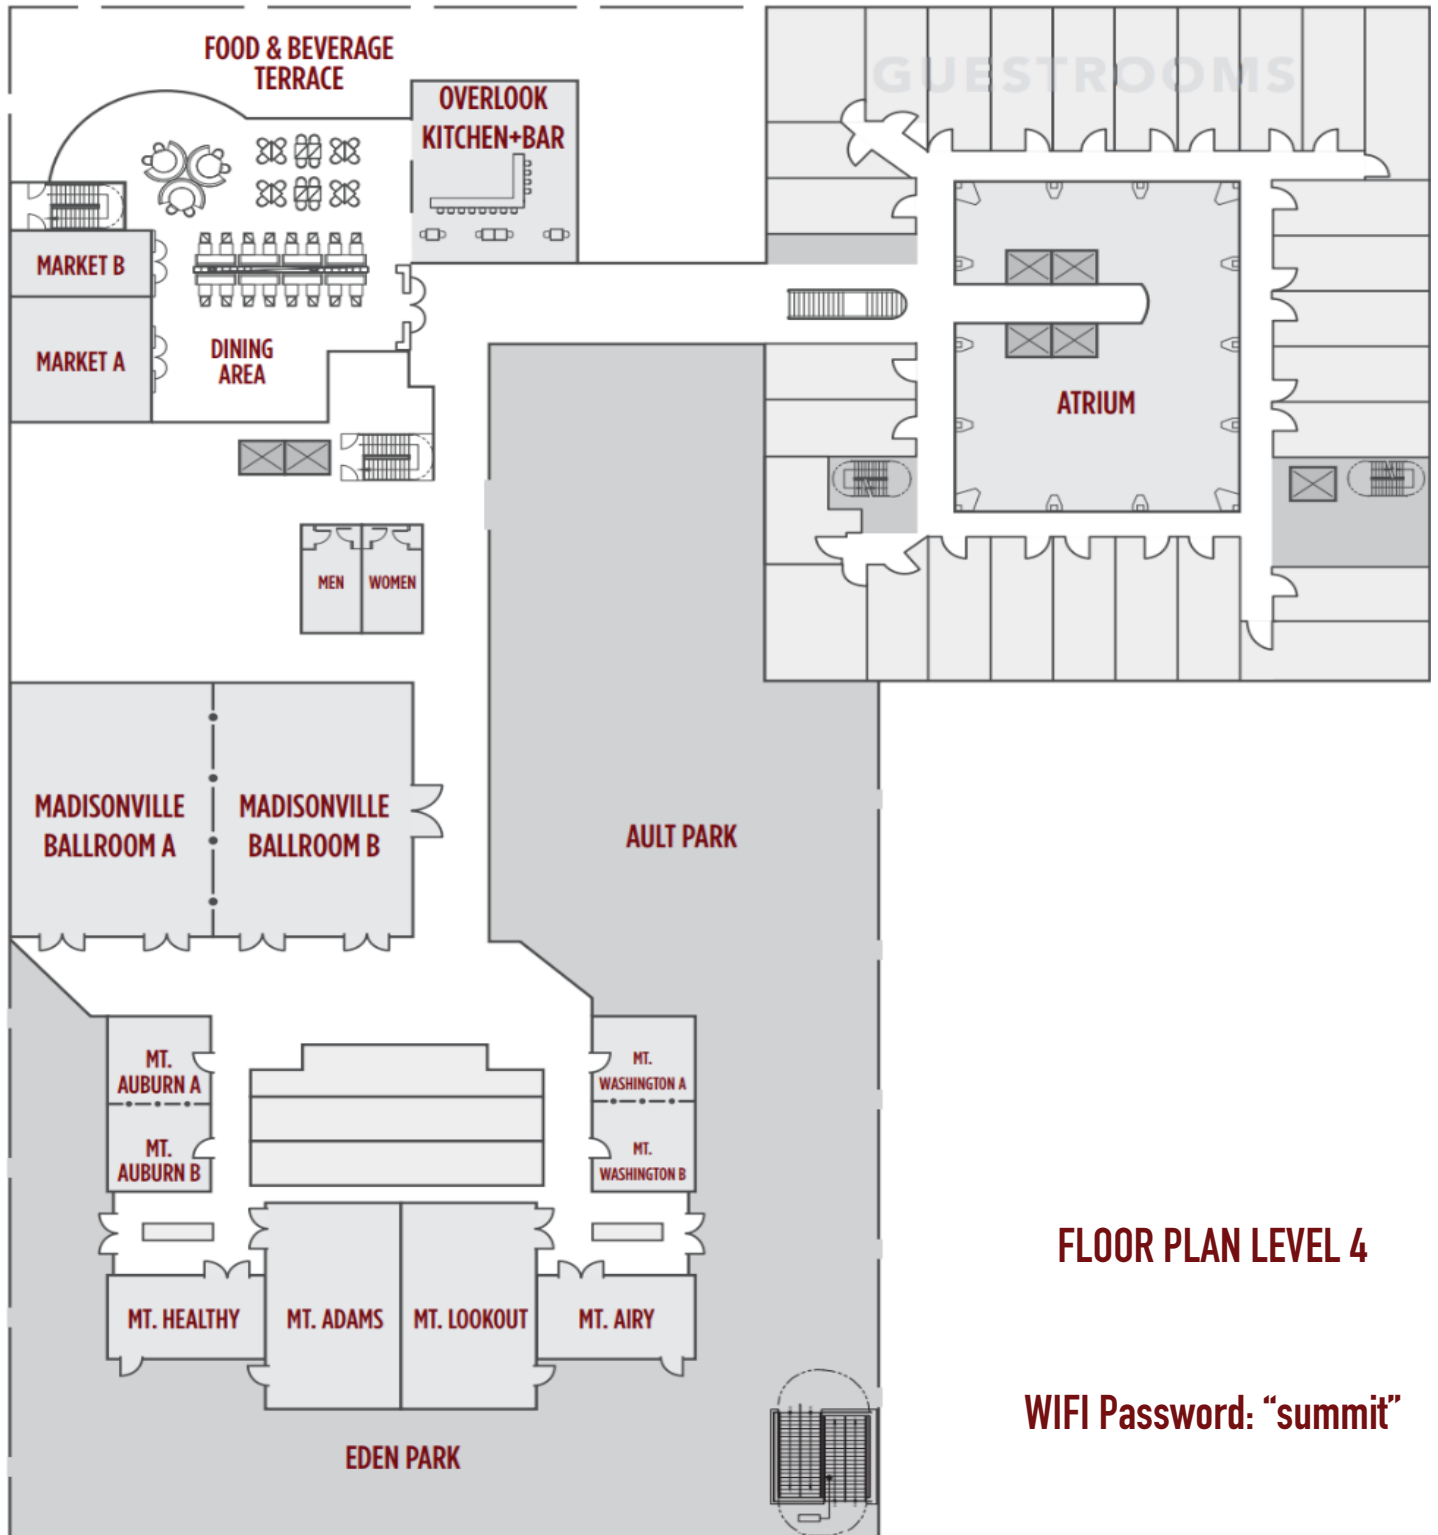 FOOD & BEVERAGE
TERRACE
OVERLOOK
KITCHEN+BAR
GUESTROOMS
MARKET B
MARKET A
DINING
AREA
ATRIUM
MEN
WOMEN
MADISONVILLE
BALLROOM A
MADISONVILLE
BALLROOM B
AULT PARK
MT.
AUBURN A
MT.
WASHINGTON A
MT.
AUBURN B
MT.
WASHINGTON B
FLOOR PLAN LEVEL 4
MT. HEALTHY
MT. ADAMS
MT. LOOKOUT
MT. AIRY
WIFI Password: “summit”
EDEN PARK